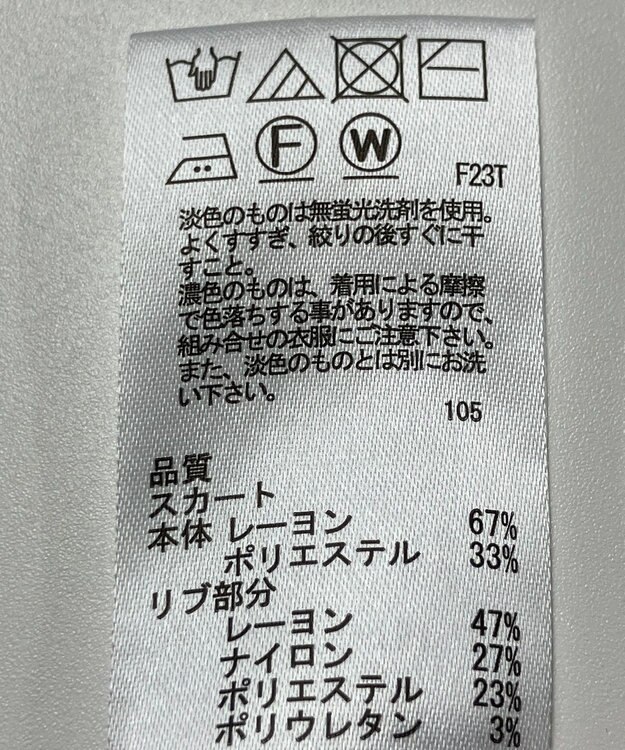 F W F23T
淡色のものは無蛍光洗剤を使用。
よくすすぎ、絞りの後すぐに干
すこと。
濃色のものは、着用による摩擦
で色落ちする事がありますので、
組み合せの衣服にご注意下さい。
また、淡色のものとは別にお洗
い下さい。
105
品質
スカート
本体 レーヨン 67%
ポリエステル 33%
リブ部分
レーヨン 47%
ナイロン 27%
ポリエステル 23%
ポリウレタン 3%